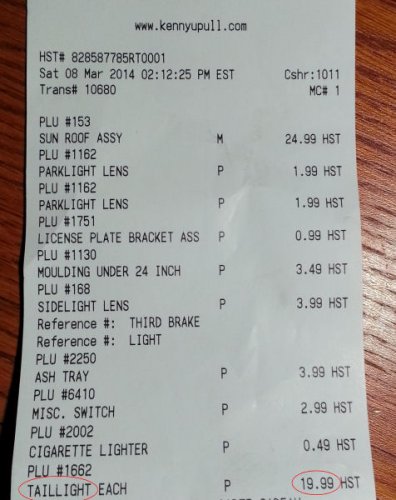 www.kennyupull.com
HST# 828587785RT0001
Sat 08 Mar 2014 02:12:25 PM EST Cshr:1011
Trans# 10680 MC# 1
PLU #153
SUN ROOF ASSY M 24.99 HST
PLU #1162
PARKLIGHT LENS P 1.99 HST
PLU #1162
PARKLIGHT LENS P 1.99 HST
PLU #1751
LICENSE PLATE BRACKET ASS P 0.99 HST
PLU #1130
MOULDING UNDER 24 INCH P 3.49 HST
PLU #168
SIDELIGHT LENS P 3.99 HST
Reference #: THIRD BRAKE
Reference #: LIGHT
PLU #2250
ASH TRAY P 3.99 HST
PLU #6410
MISC. SWITCH P 2.99 HST
PLU #2002
CIGARETTE LIGHTER P 0.49 HST
PLU #1662
TAILLIGHT EACH P 19.99 HST